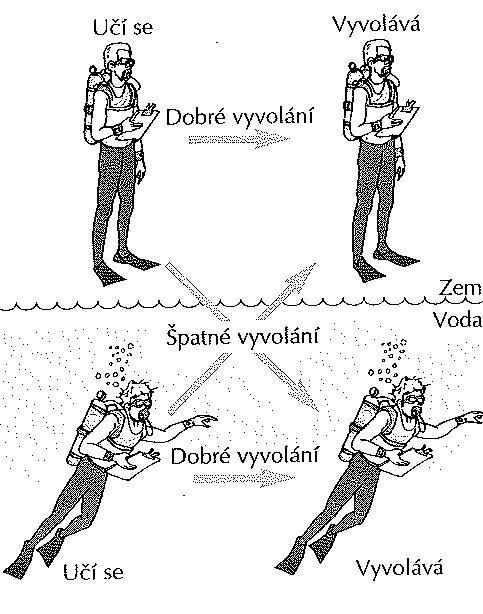 Učí se
Vyvolává
Dobré vyvolání
Zem
Voda
Špatné vyvolání
Dobré vyvolání
Učí se
Vyvolává